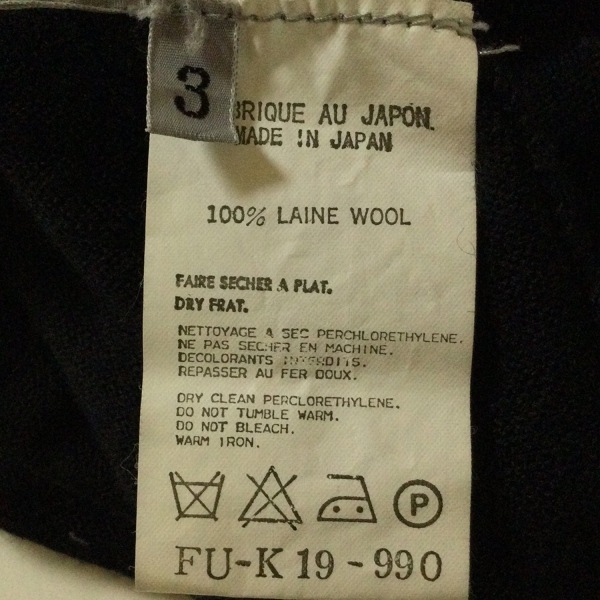 3
BRIQUE AU JAPON.
MADE IN JAPAN
100% LAINE WOOL
FAIRE SECHER A PLAT.
DRY FRAT.
NETTOYAGE A SEC PERCHLORETHYLENE.
NE PAS SECHER EN MACHINE.
DECOLORANTS INTERDITS.
REPASSER AU FER DOUX.
DRY CLEAN PERCLORETHYLENE.
DO NOT TUMBLE WARM.
DO NOT BLEACH.
WARM IRON.
P
FU-K 19-990